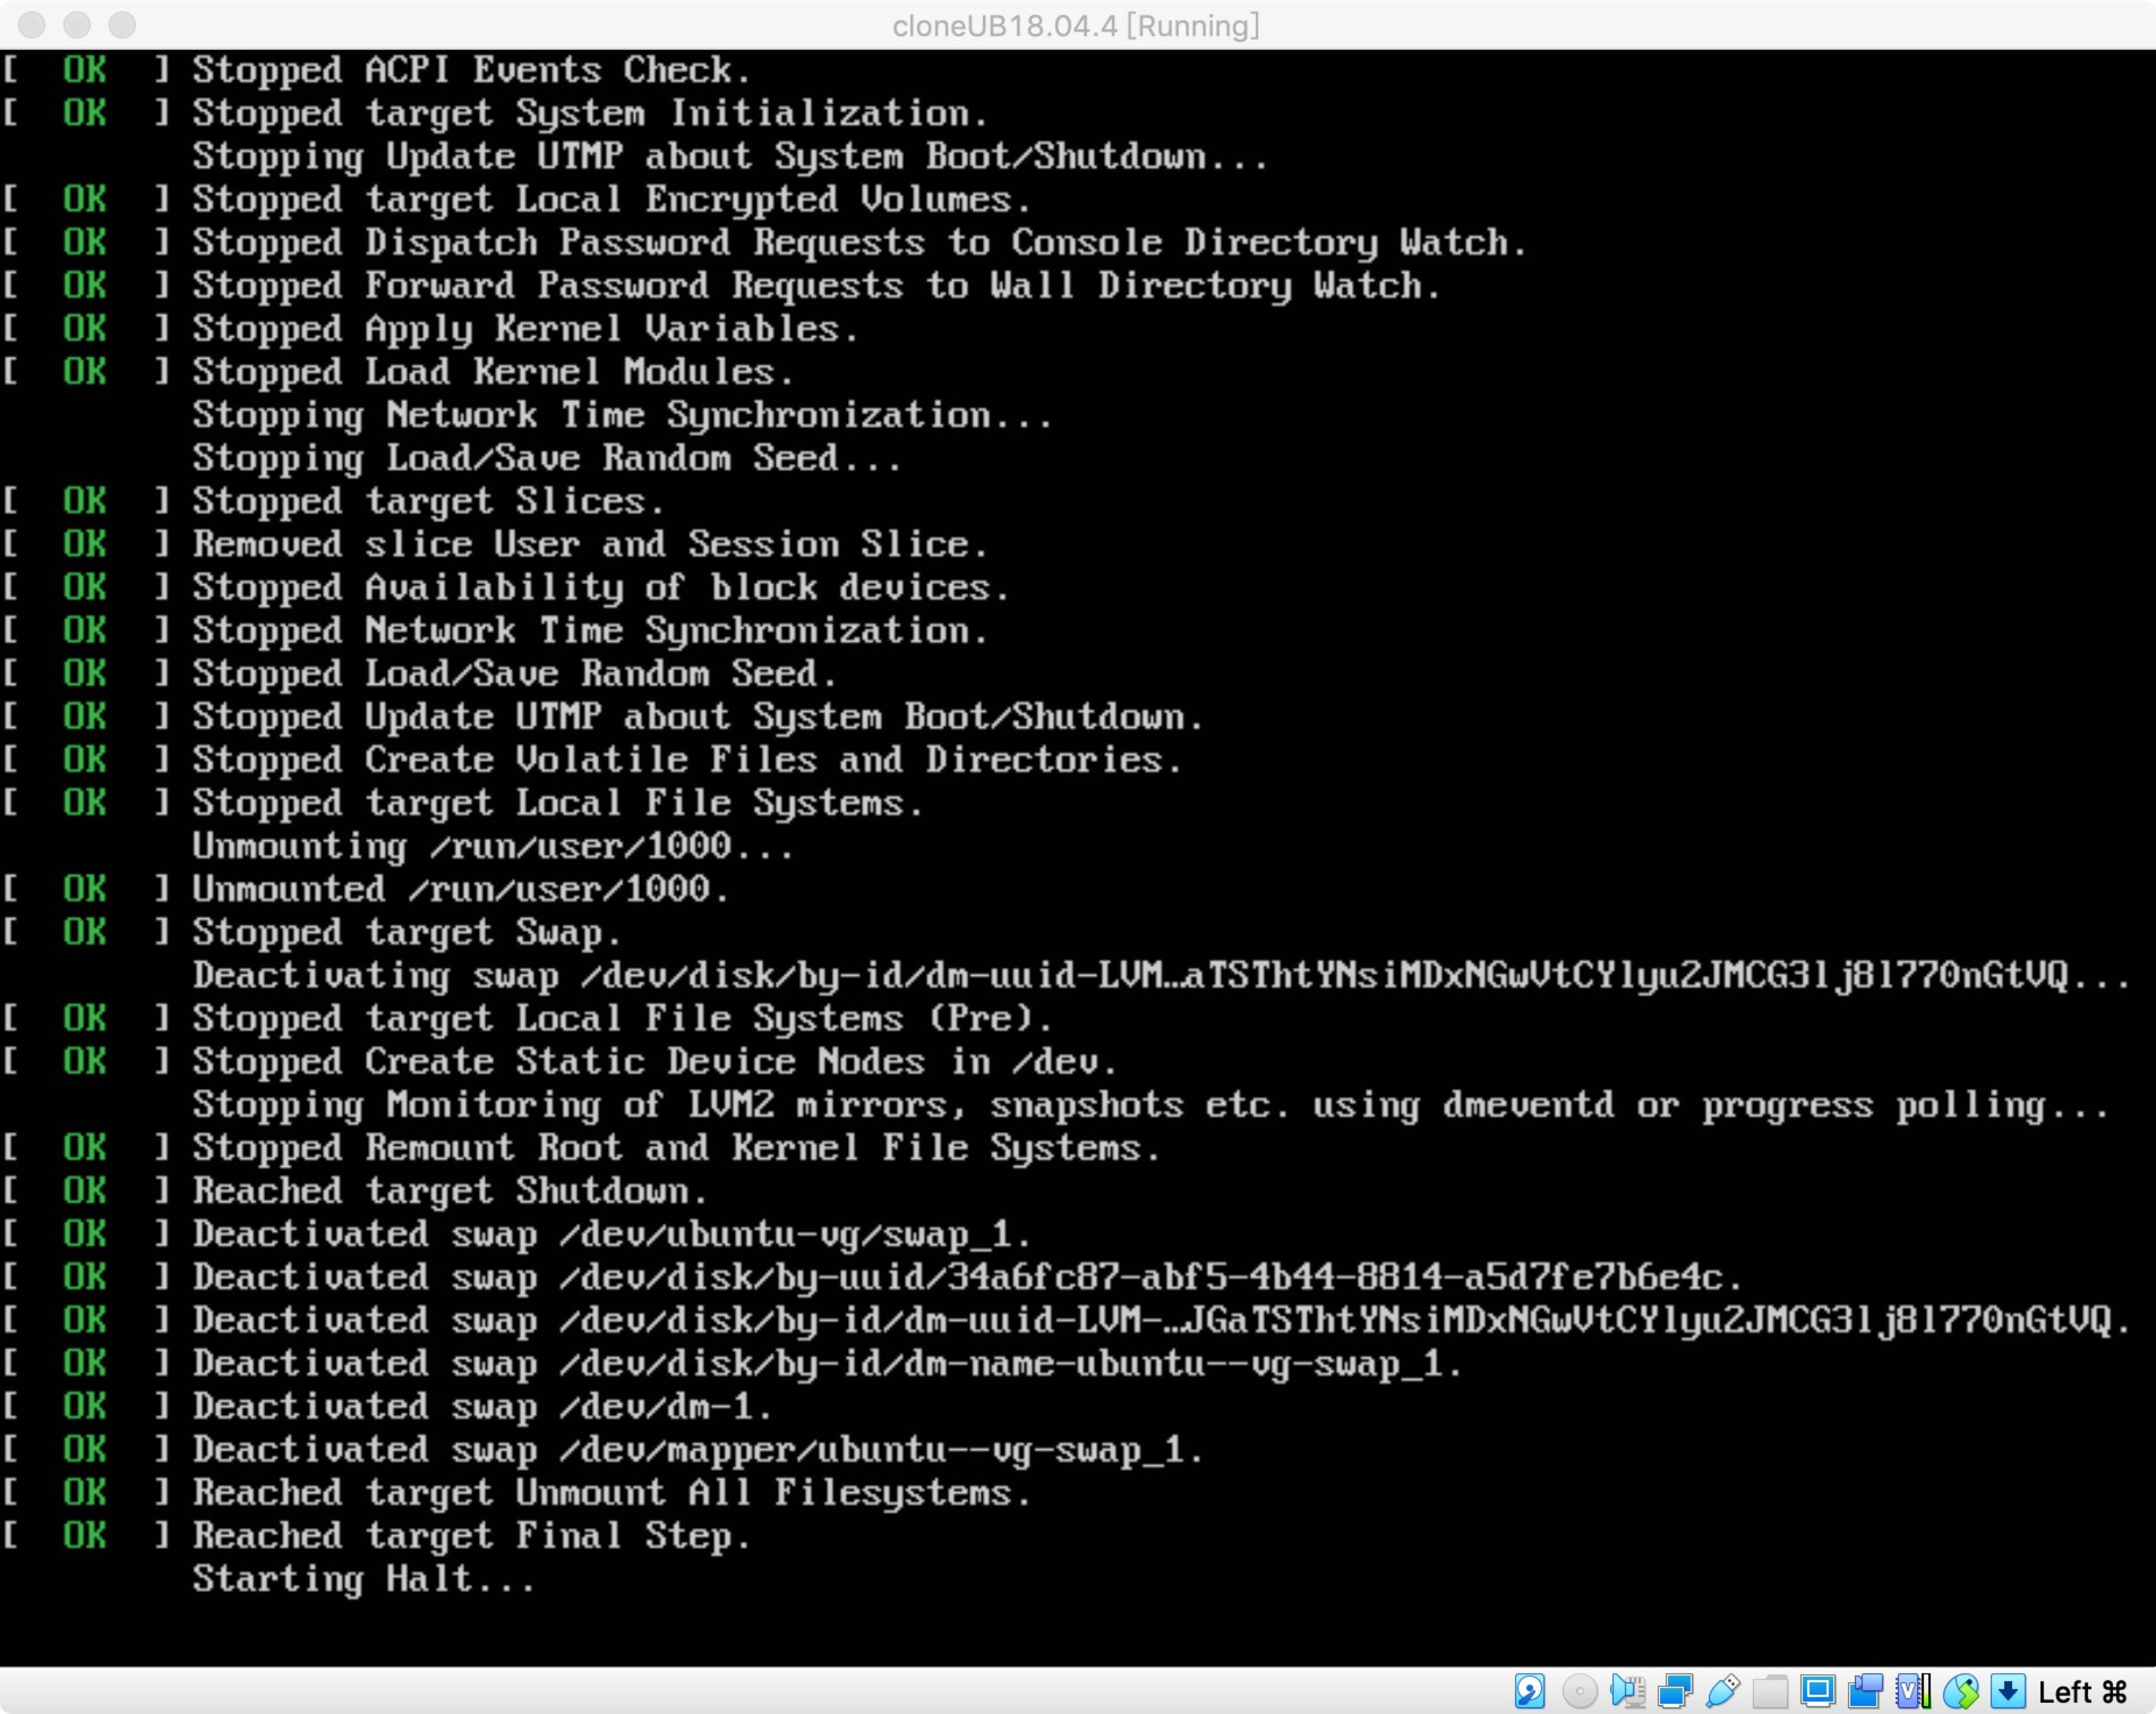 cloneUB18.04.4 [Running]
[  OK  ] Stopped ACPI Events Check.
[  OK  ] Stopped target System Initialization.
         Stopping Update UTMP about System Boot/Shutdown...
[  OK  ] Stopped target Local Encrypted Volumes.
[  OK  ] Stopped Dispatch Password Requests to Console Directory Watch.
[  OK  ] Stopped Forward Password Requests to Wall Directory Watch.
[  OK  ] Stopped Apply Kernel Variables.
[  OK  ] Stopped Load Kernel Modules.
         Stopping Network Time Synchronization...
         Stopping Load/Save Random Seed...
[  OK  ] Stopped target Slices.
[  OK  ] Removed slice User and Session Slice.
[  OK  ] Stopped Availability of block devices.
[  OK  ] Stopped Network Time Synchronization.
[  OK  ] Stopped Load/Save Random Seed.
[  OK  ] Stopped Update UTMP about System Boot/Shutdown.
[  OK  ] Stopped Create Volatile Files and Directories.
[  OK  ] Stopped target Local File Systems.
         Unmounting /run/user/1000...
[  OK  ] Unmounted /run/user/1000.
[  OK  ] Stopped target Swap.
         Deactivating swap /dev/disk/by-id/dm-uuid-LVM…aTSThtYNsiMDxNGwVtCYlyu2JMCG3lj8l770nGtVQ...
[  OK  ] Stopped target Local File Systems (Pre).
[  OK  ] Stopped Create Static Device Nodes in /dev.
         Stopping Monitoring of LVM2 mirrors, snapshots etc. using dmeventd or progress polling...
[  OK  ] Stopped Remount Root and Kernel File Systems.
[  OK  ] Reached target Shutdown.
[  OK  ] Deactivated swap /dev/ubuntu-vg/swap_1.
[  OK  ] Deactivated swap /dev/disk/by-uuid/34a6fc87-abf5-4b44-8814-a5d7fe7b6e4c.
[  OK  ] Deactivated swap /dev/disk/by-id/dm-uuid-LVM-…JGaTSThtYNsiMDxNGwVtCYlyu2JMCG3lj8l770nGtVQ.
[  OK  ] Deactivated swap /dev/disk/by-id/dm-name-ubuntu--vg-swap_1.
[  OK  ] Deactivated swap /dev/dm-1.
[  OK  ] Deactivated swap /dev/mapper/ubuntu--vg-swap_1.
[  OK  ] Reached target Unmount All Filesystems.
[  OK  ] Reached target Final Step.
         Starting Halt...
Left ⌘